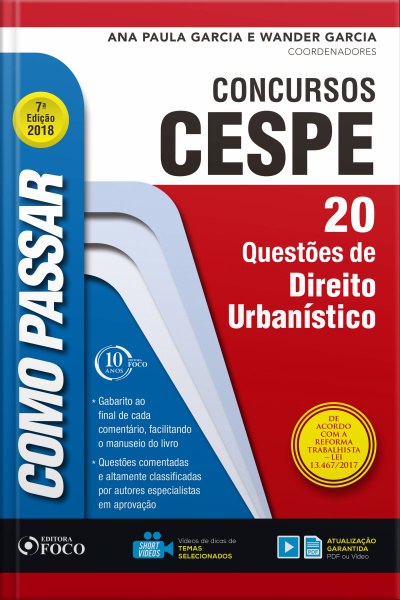 ANA PAULA GARCIA E WANDER GARCIA
COORDENADORES
7ª
Edição
2018
CONCURSOS
CESPE
COMO PASSAR
20
Questões de
Direito
Urbanístico
10
ANOS
EDITORA
FOCO
• Gabarito ao
final de cada
comentário, facilitando
o manuseio do livro
• Questões comentadas
e altamente classificadas
por autores especialistas
em aprovação
DE
ACORDO
COM A
REFORMA
TRABALHISTA
– LEI
13.467/2017
EDITORA
FOCO
SHORT
VIDEOS
Vídeos de dicas de
TEMAS
SELECIONADOS
PDF
ATUALIZAÇÃO
GARANTIDA
PDF ou Vídeo